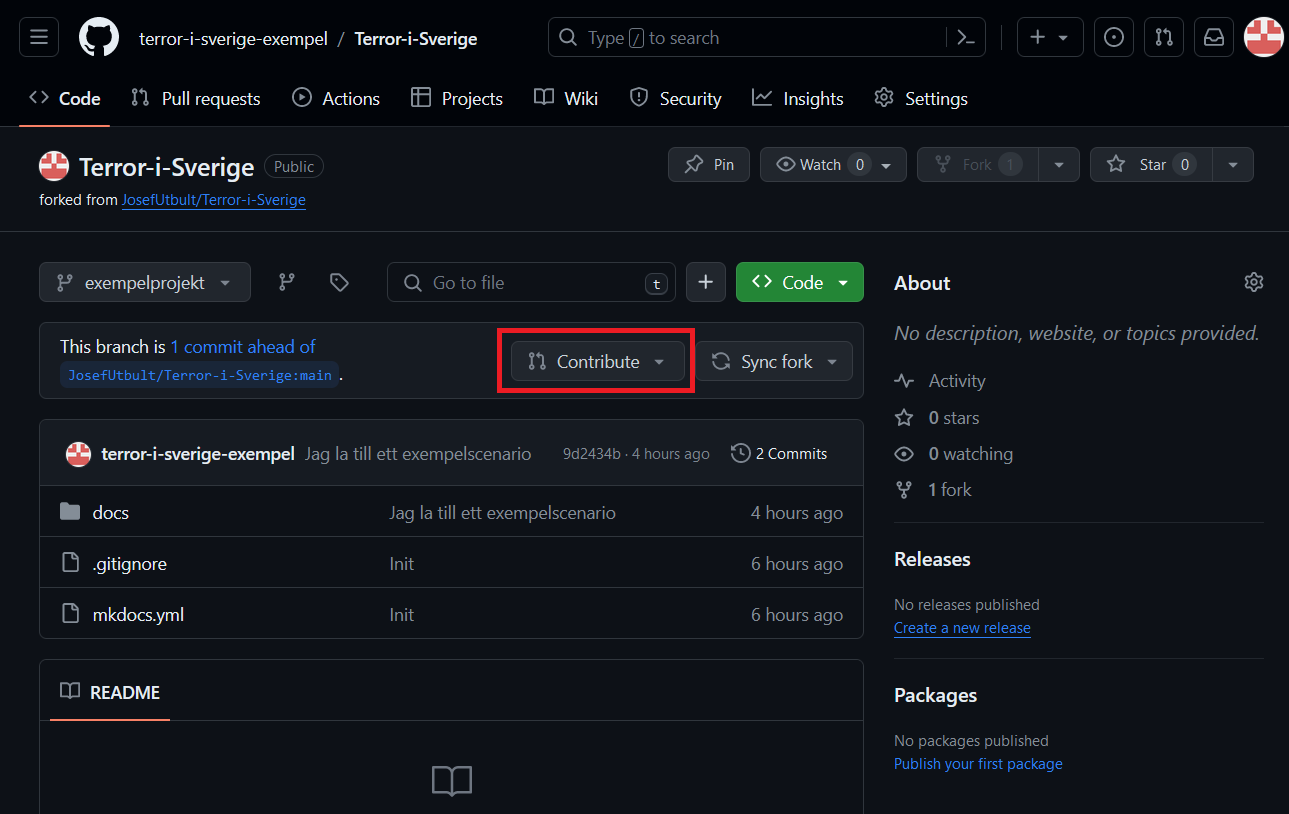 terror-i-sverige-exempel / Terror-i-Sverige
Type / to search
Code Pull requests Actions Projects Wiki Security Insights Settings
Terror-i-Sverige Public
Pin Watch 0 Fork 1 Star 0
forked from JosefUtbult/Terror-i-Sverige
exempelprojekt
Go to file t
Code
This branch is 1 commit ahead of
JosefUtbult/Terror-i-Sverige:main .
Contribute
Sync fork
terror-i-sverige-exempel Jag la till ett exempelscenario 9d2434b · 4 hours ago 2 Commits
docs Jag la till ett exempelscenario 4 hours ago
.gitignore Init 6 hours ago
mkdocs.yml Init 6 hours ago
README
About
No description, website, or topics provided.
Activity
0 stars
0 watching
1 fork
Releases
No releases published
Create a new release
Packages
No packages published
Publish your first package